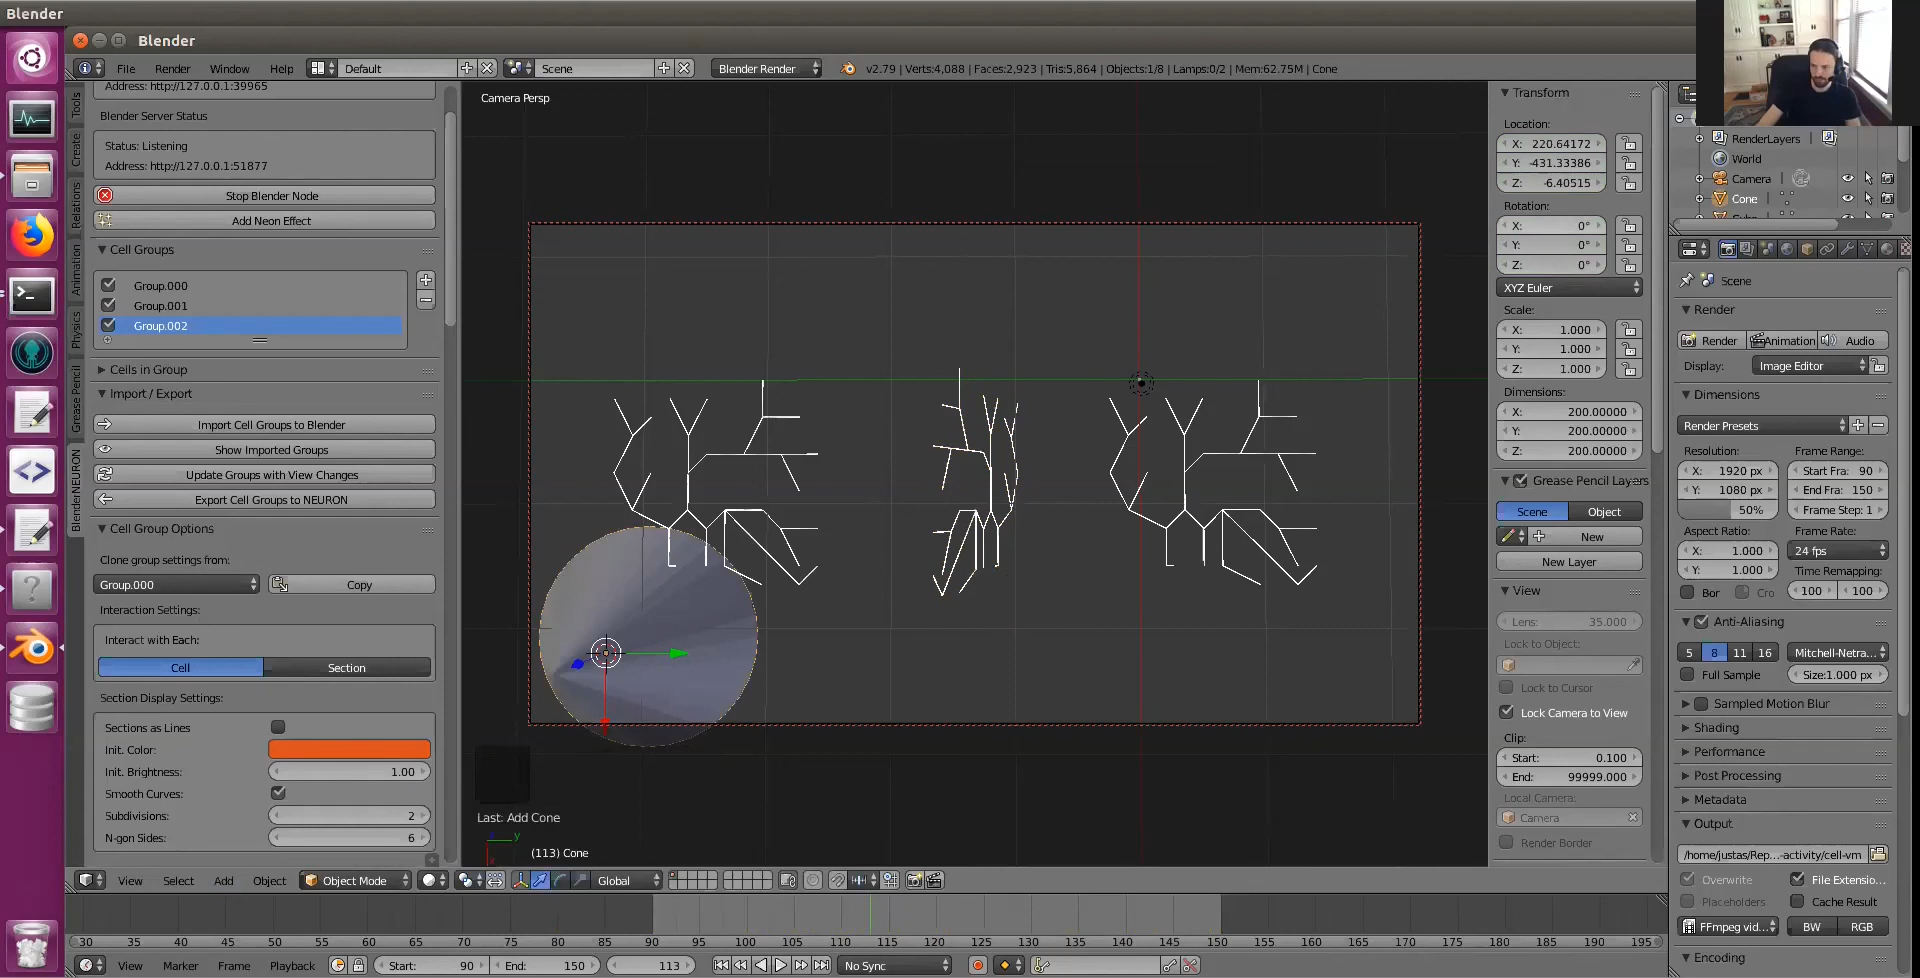 Blender
Blender
File Render Window Help Default Scene Blender Render v2.79 | Verts:4,088 | Faces:2,923 | Tris:5,864 | Objects:1/8 | Lamps:0/2 | Mem:62.75M | Cone
Tools
Create
Relations
Animation
Physics
Grease Pencil
BlenderNEURON
Address: http://127.0.0.1:39965
Blender Server Status
Status: Listening
Address: http://127.0.0.1:51877
Stop Blender Node
Add Neon Effect
Cell Groups
Group.000
Group.001
Group.002
Cells in Group
Import / Export
Import Cell Groups to Blender
Show Imported Groups
Update Groups with View Changes
Export Cell Groups to NEURON
Cell Group Options
Clone group settings from:
Group.000 Copy
Interaction Settings:
Interact with Each:
Cell Section
Section Display Settings:
Sections as Lines
Init. Color:
Init. Brightness: 1.00
Smooth Curves:
Subdivisions: 2
N-gon Sides: 6
Camera Persp
Last: Add Cone
y
(113) Cone
Transform
Location:
X: 220.64172
Y: -431.33386
Z: -6.40515
Rotation:
X: 0°
Y: 0°
Z: 0°
XYZ Euler
Scale:
X: 1.000
Y: 1.000
Z: 1.000
Dimensions:
X: 200.00000
Y: 200.00000
Z: 200.00000
Grease Pencil Layers
Scene Object
New
New Layer
View
Lens: 35.000
Lock to Object:
Lock to Cursor
Lock Camera to View
Clip:
Start: 0.100
End: 99999.000
Local Camera:
Camera
Render Border
RenderLayers
World
Camera
Cone
Scene
Render
Render Animation Audio
Display: Image Editor
Dimensions
Render Presets
Resolution: Frame Range:
X: 1920 px Start Fra: 90
Y: 1080 px End Fra: 150
50% Frame Step: 1
Aspect Ratio: Frame Rate:
X: 1.000 24 fps
Y: 1.000 Time Remapping:
Bor Cro 100 100
Anti-Aliasing
5 8 11 16 Mitchell-Netra...
Full Sample Size:1.000 px
Sampled Motion Blur
Shading
Performance
Post Processing
Metadata
Output
/home/justas/Rep...-activity/cell-vm
Overwrite File Extensio...
Placeholders Cache Result
FFmpeg vid... BW RGB
Encoding
View Select Add Object Object Mode Global
30 35 40 45 50 55 60 65 70 75 80 85 90 95 100 105 110 115 120 125 130 135 140 145 150 155 160 165 170 175 180 185 190 195
View Marker Frame Playback Start: 90 End: 150 113 No Sync